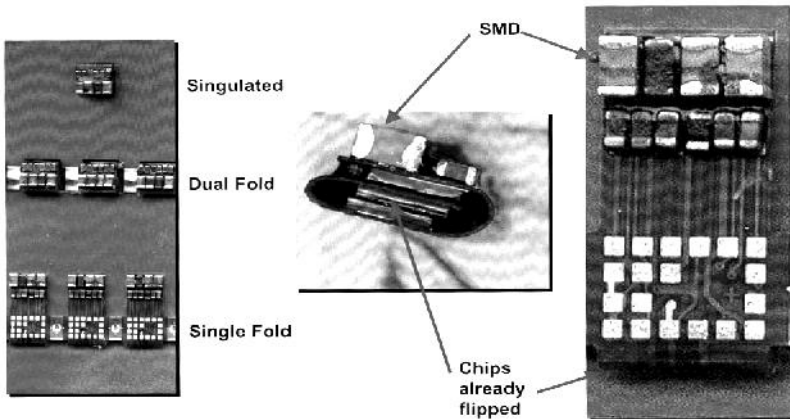 SMD
Singulated
Dual Fold
Single Fold
Chips
already
flipped